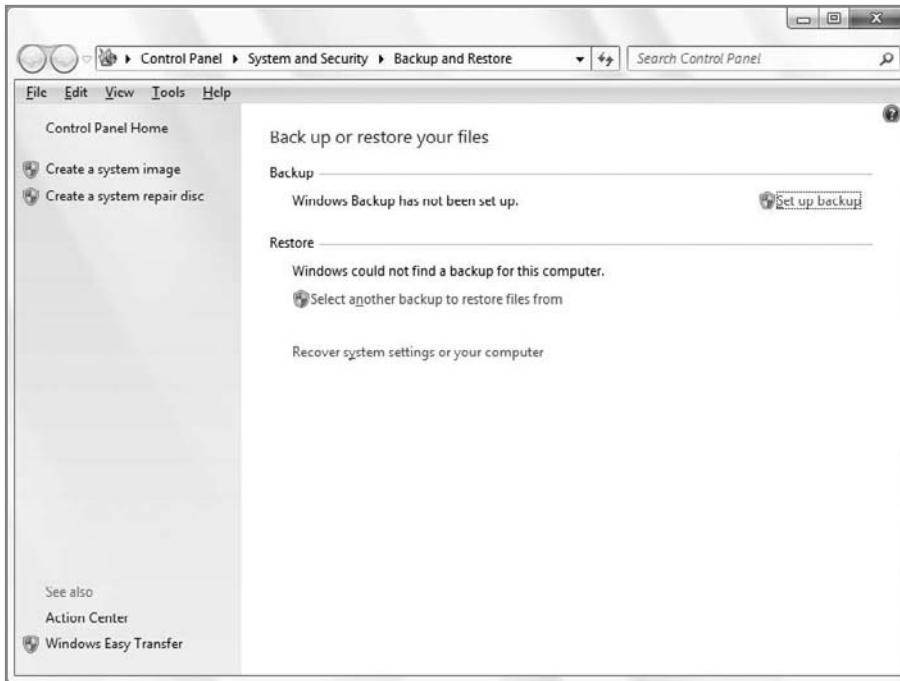 Control Panel System and Security Backup and Restore Search Control Panel
File Edit View Tools Help
Control Panel Home
Create a system image
Create a system repair disc
See also
Action Center
Windows Easy Transfer
Back up or restore your files
Backup
Windows Backup has not been set up.
Set up backup
Restore
Windows could not find a backup for this computer.
Select another backup to restore files from
Recover system settings or your computer